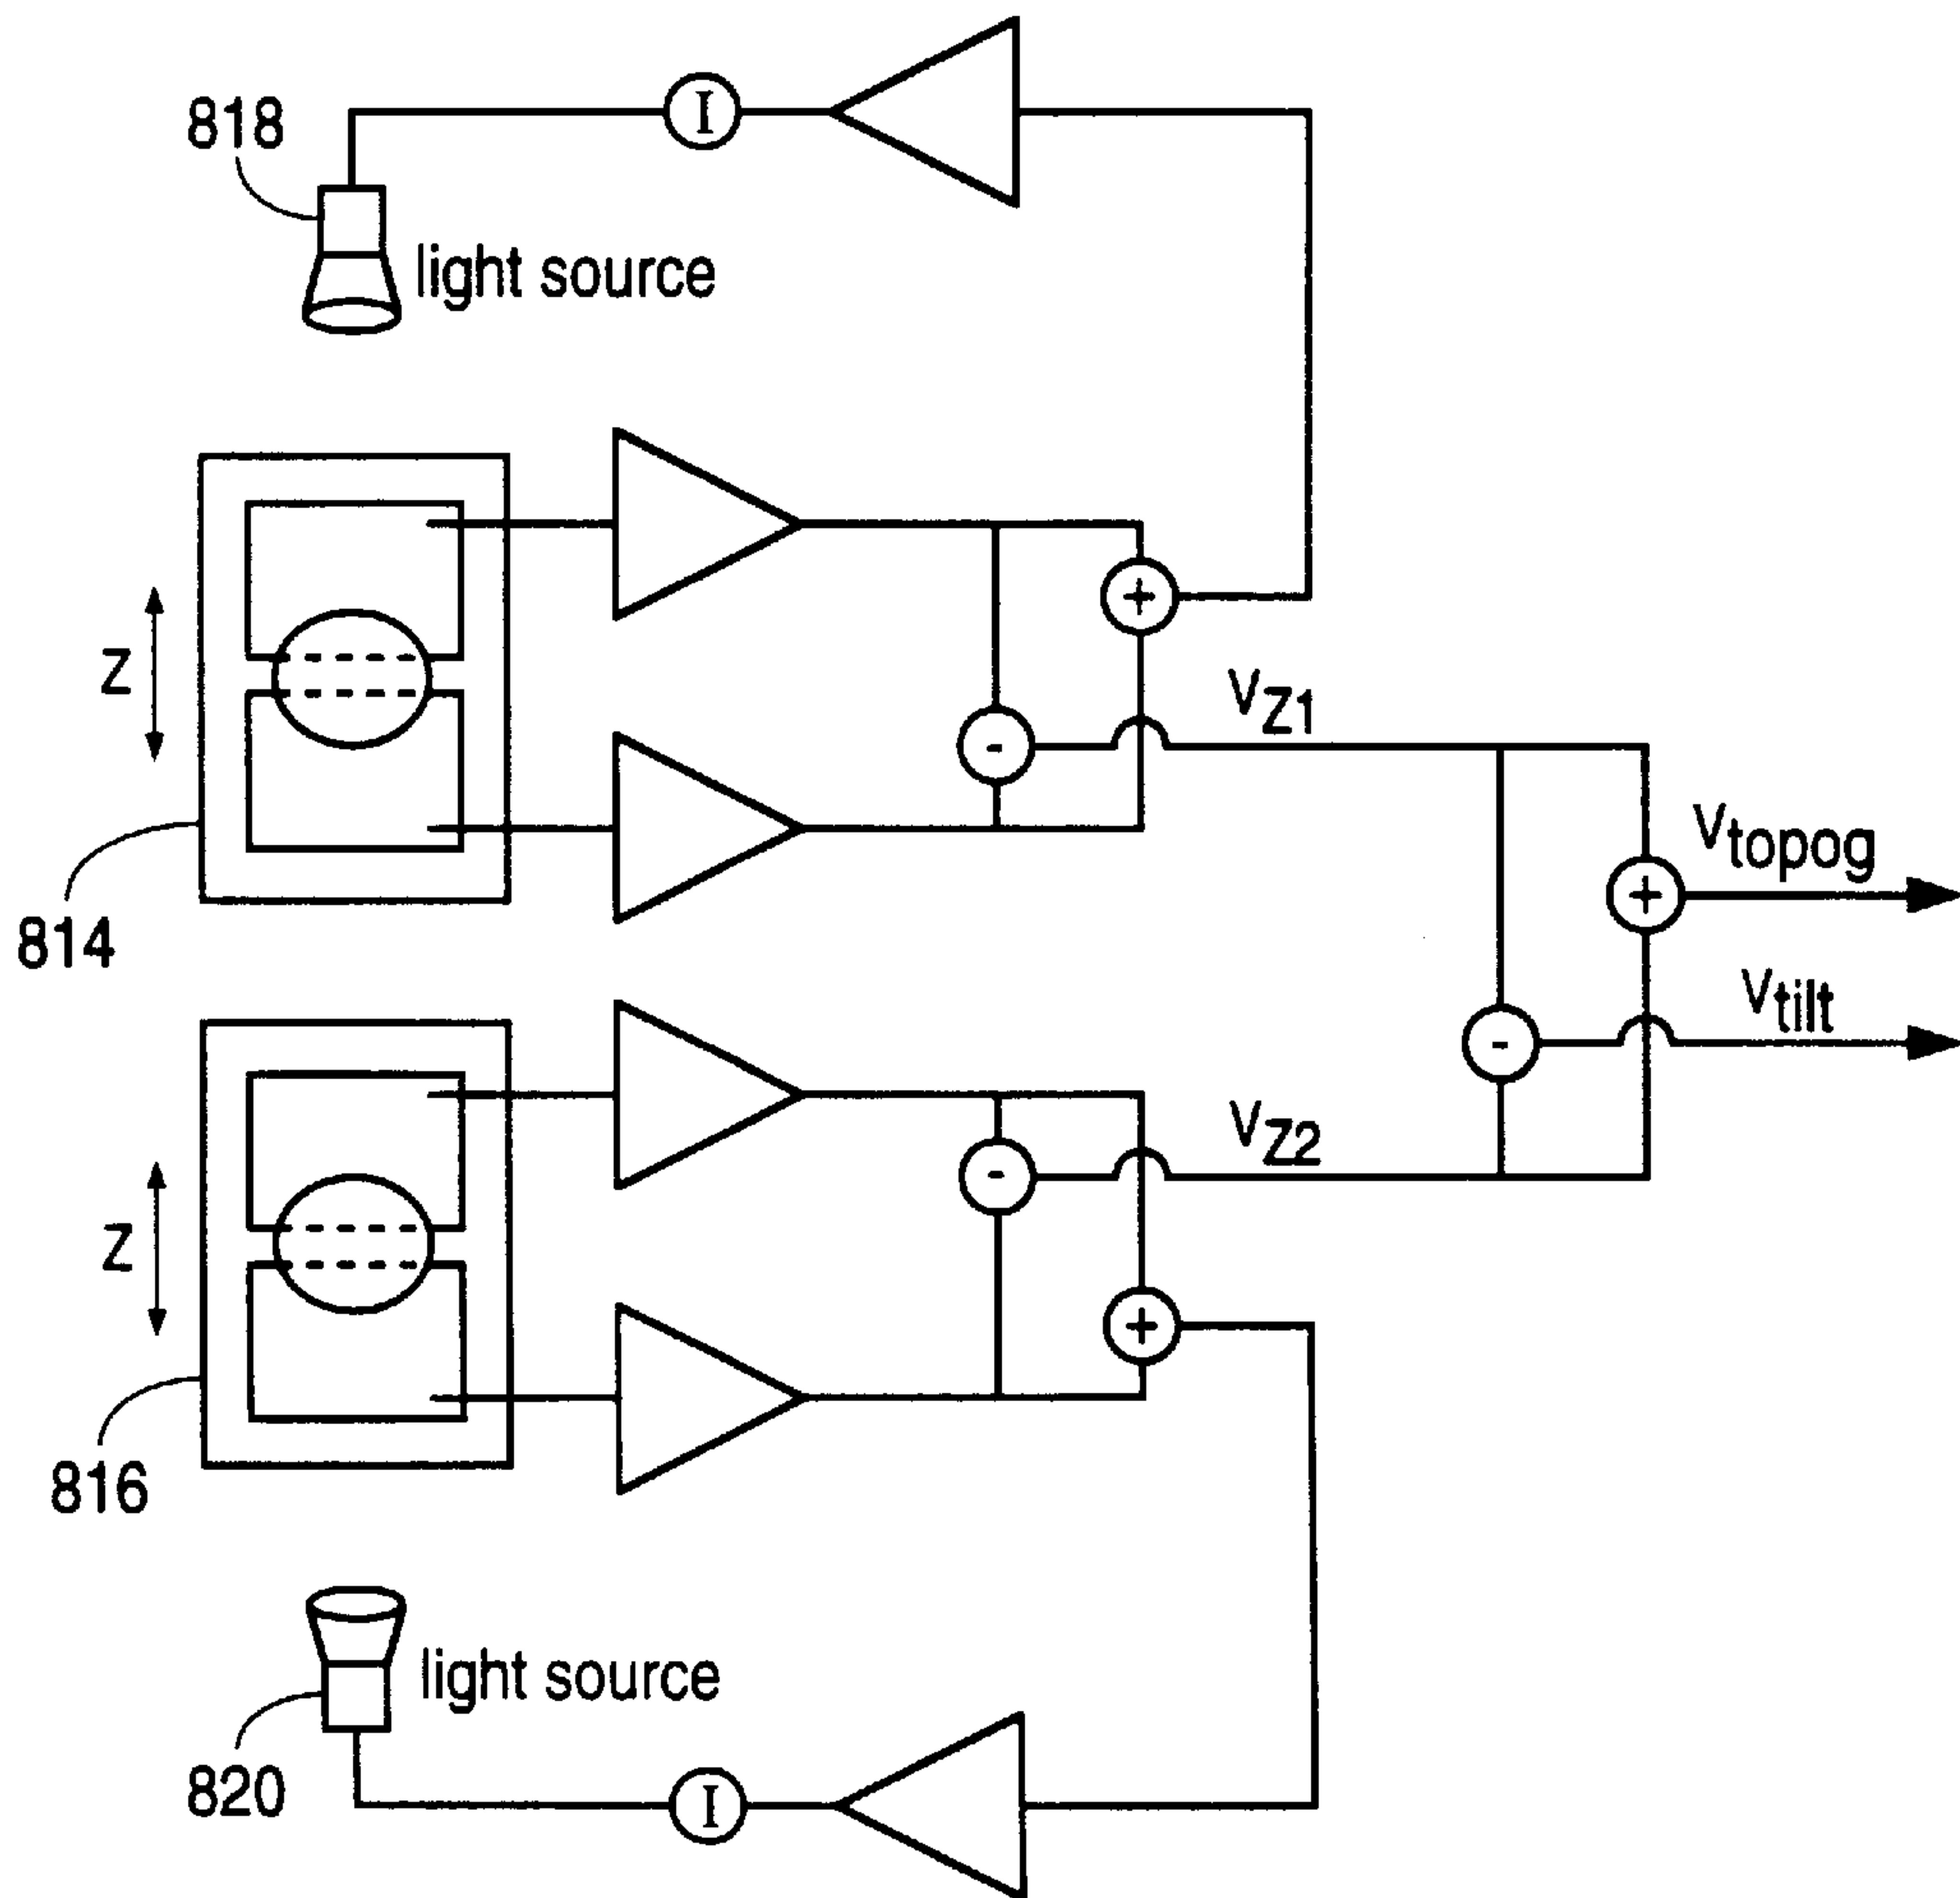 818
I
light source
+
Z
-
VZ1
Vtopog
+
814
Vtilt
-
VZ2
-
Z
+
816
light source
820
I